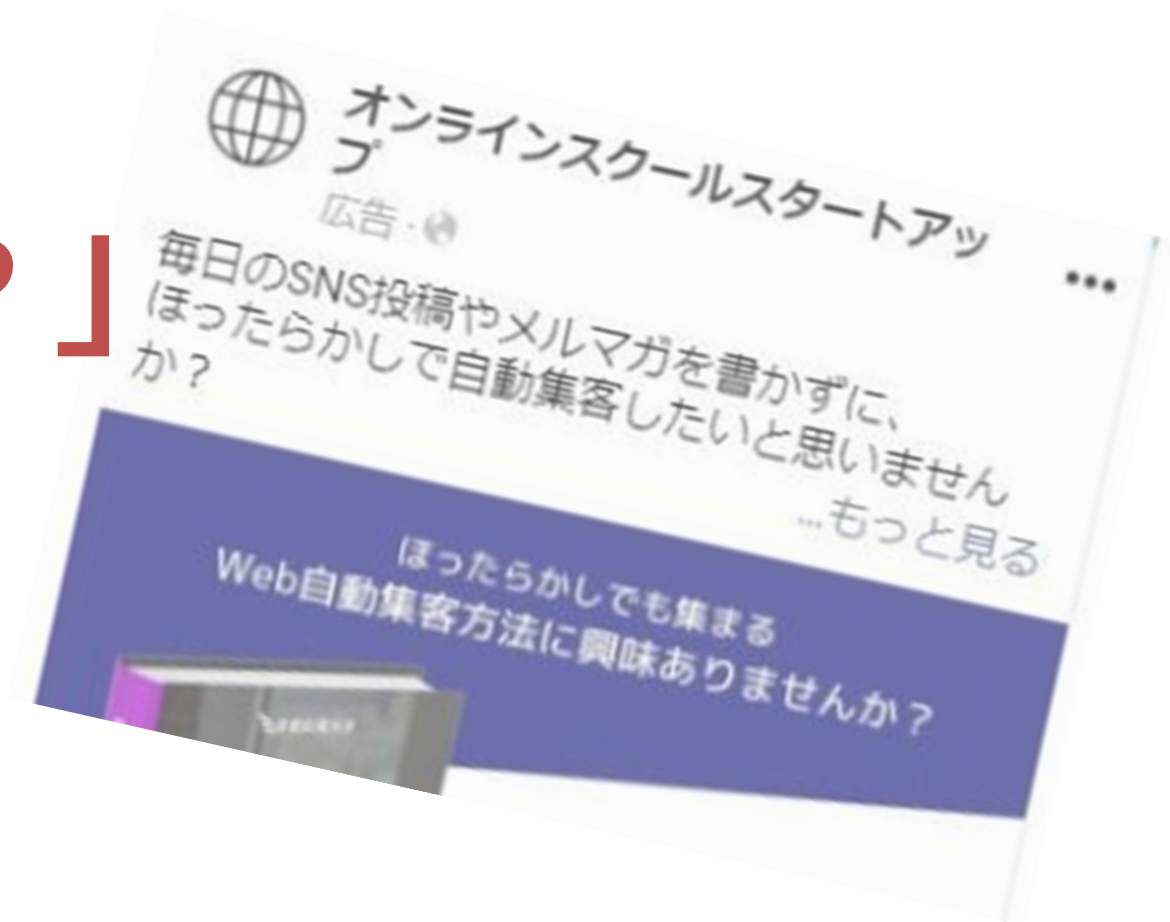 オンラインスクールスタートアッ
プ
広告・
毎日のSNS投稿やメルマガを書かずに、
ほったらかしで自動集客したいと思いません
か？
...もっと見る
ほったらかしでも集まる
Web自動集客方法に興味ありませんか？
」